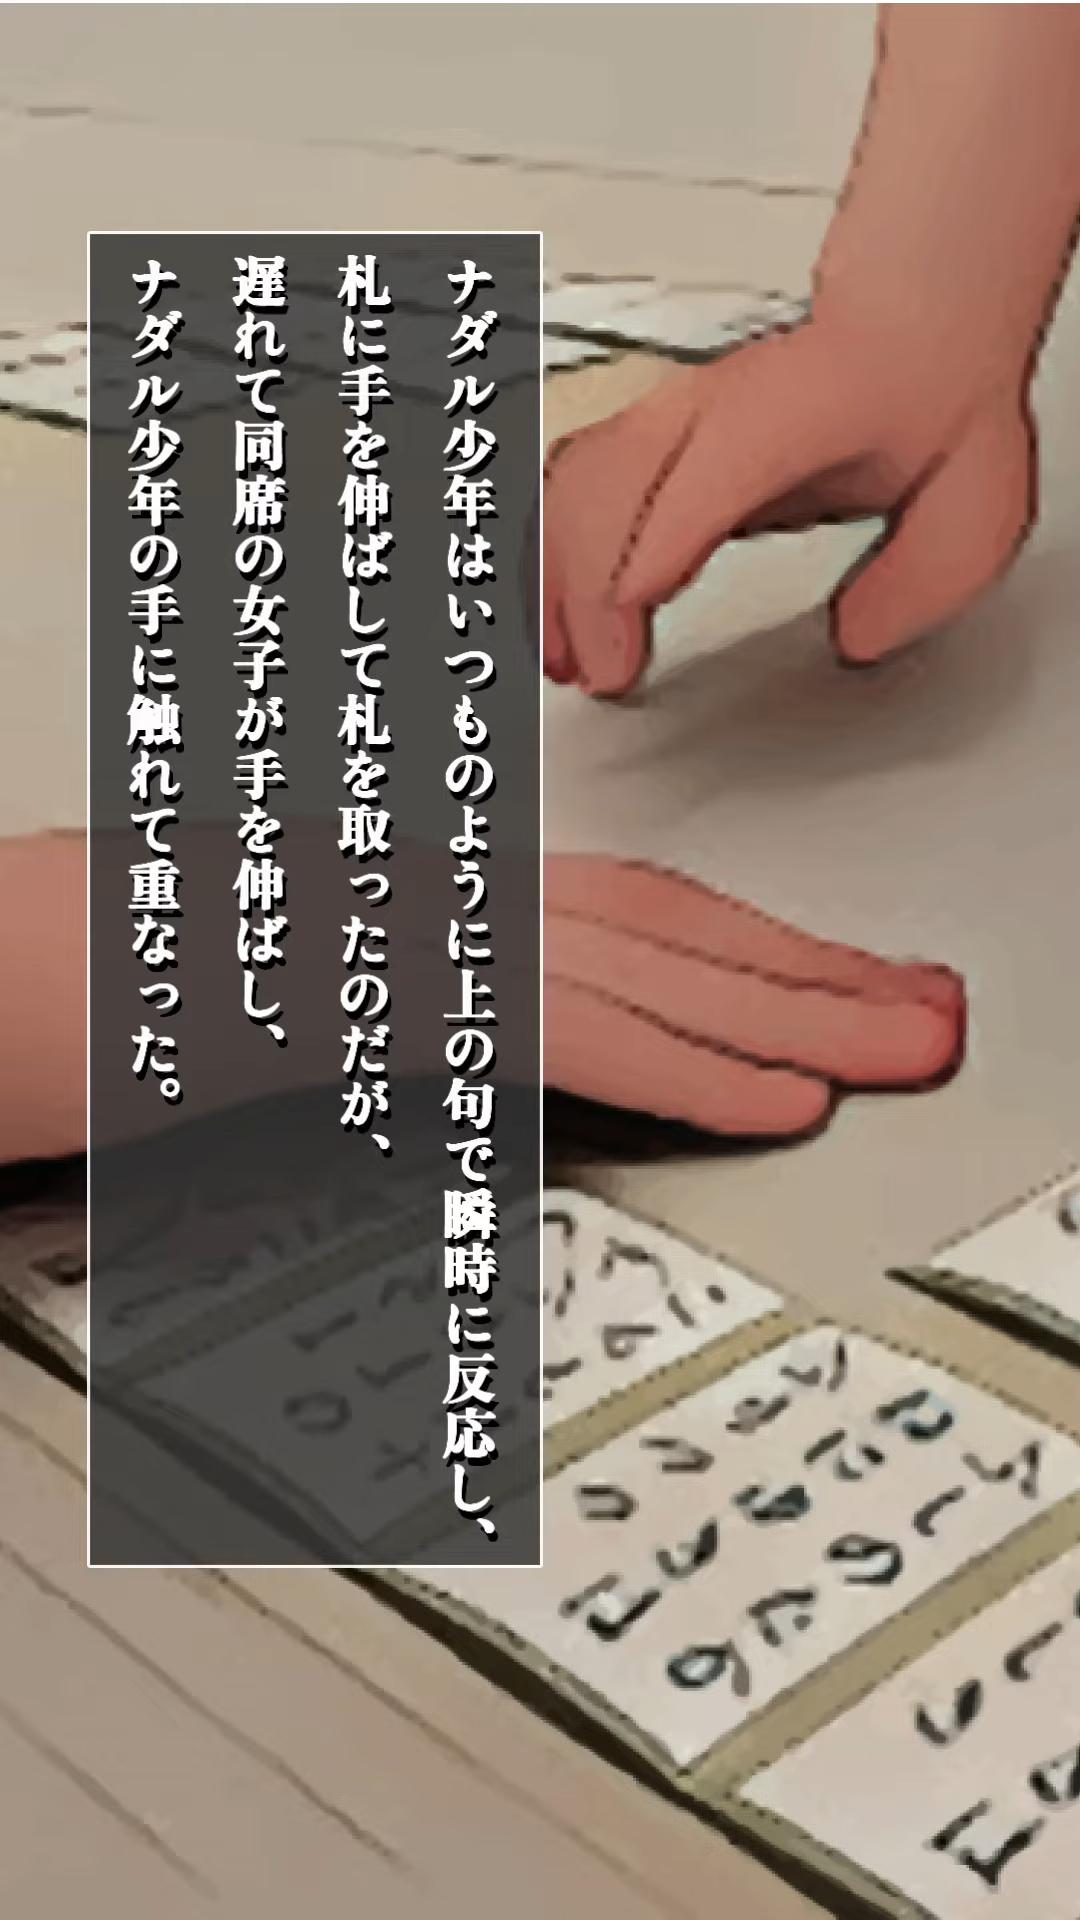 ナダル少年はいつものように上の句で瞬時に反応し、
札に手を伸ばして札を取ったのだが、
遅れて同席の女子が手を伸ばし、
ナダル少年の手に触れて重なった。